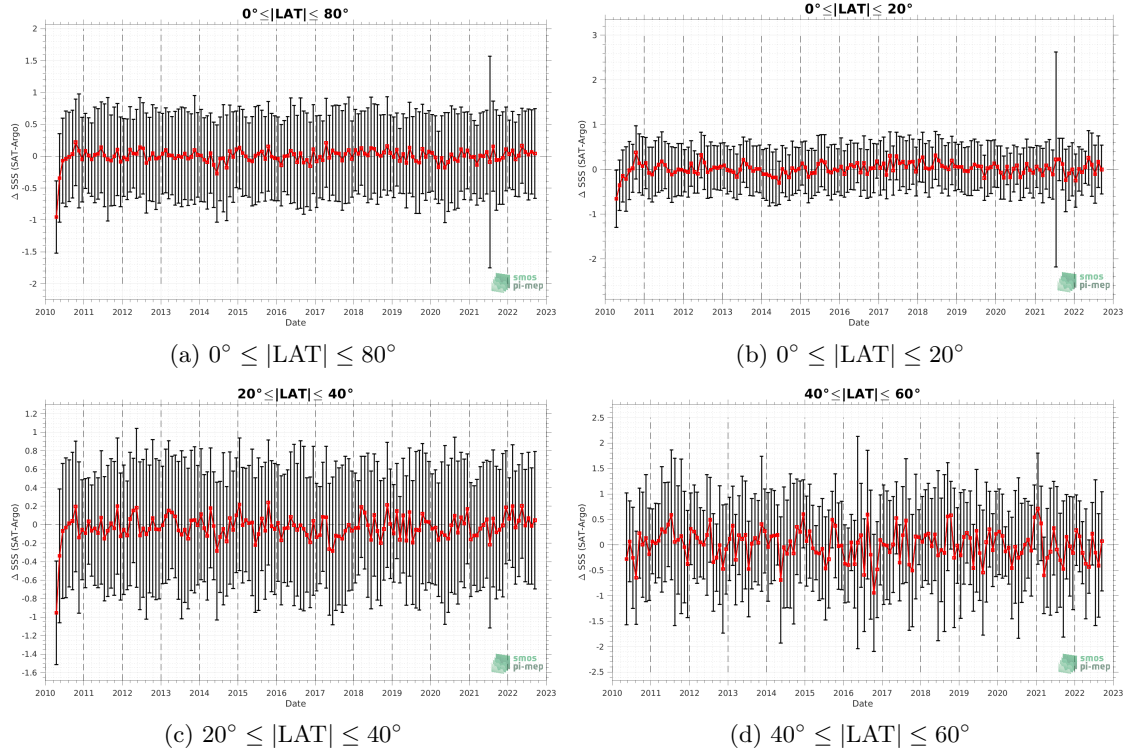 0°≤|LAT|≤ 80°
2
1.5
1
0.5
0
-0.5
-1
-1.5
-2
Δ SSS (SAT-Argo)
2010 2011 2012 2013 2014 2015 2016 2017 2018 2019 2020 2021 2022 2023
Date
smos
pi-mep
(a) 0° ≤ |LAT| ≤ 80°
0°≤|LAT|≤ 20°
3
2
1
0
-1
-2
Δ SSS (SAT-Argo)
2010 2011 2012 2013 2014 2015 2016 2017 2018 2019 2020 2021 2022 2023
Date
smos
pi-mep
(b) 0° ≤ |LAT| ≤ 20°
20°≤|LAT|≤ 40°
1.2
1
0.8
0.6
0.4
0.2
0
-0.2
-0.4
-0.6
-0.8
-1
-1.2
-1.4
-1.6
Δ SSS (SAT-Argo)
2010 2011 2012 2013 2014 2015 2016 2017 2018 2019 2020 2021 2022 2023
Date
smos
pi-mep
(c) 20° ≤ |LAT| ≤ 40°
40°≤|LAT|≤ 60°
2.5
2
1.5
1
0.5
0
-0.5
-1
-1.5
-2
-2.5
Δ SSS (SAT-Argo)
2010 2011 2012 2013 2014 2015 2016 2017 2018 2019 2020 2021 2022 2023
Date
smos
pi-mep
(d) 40° ≤ |LAT| ≤ 60°